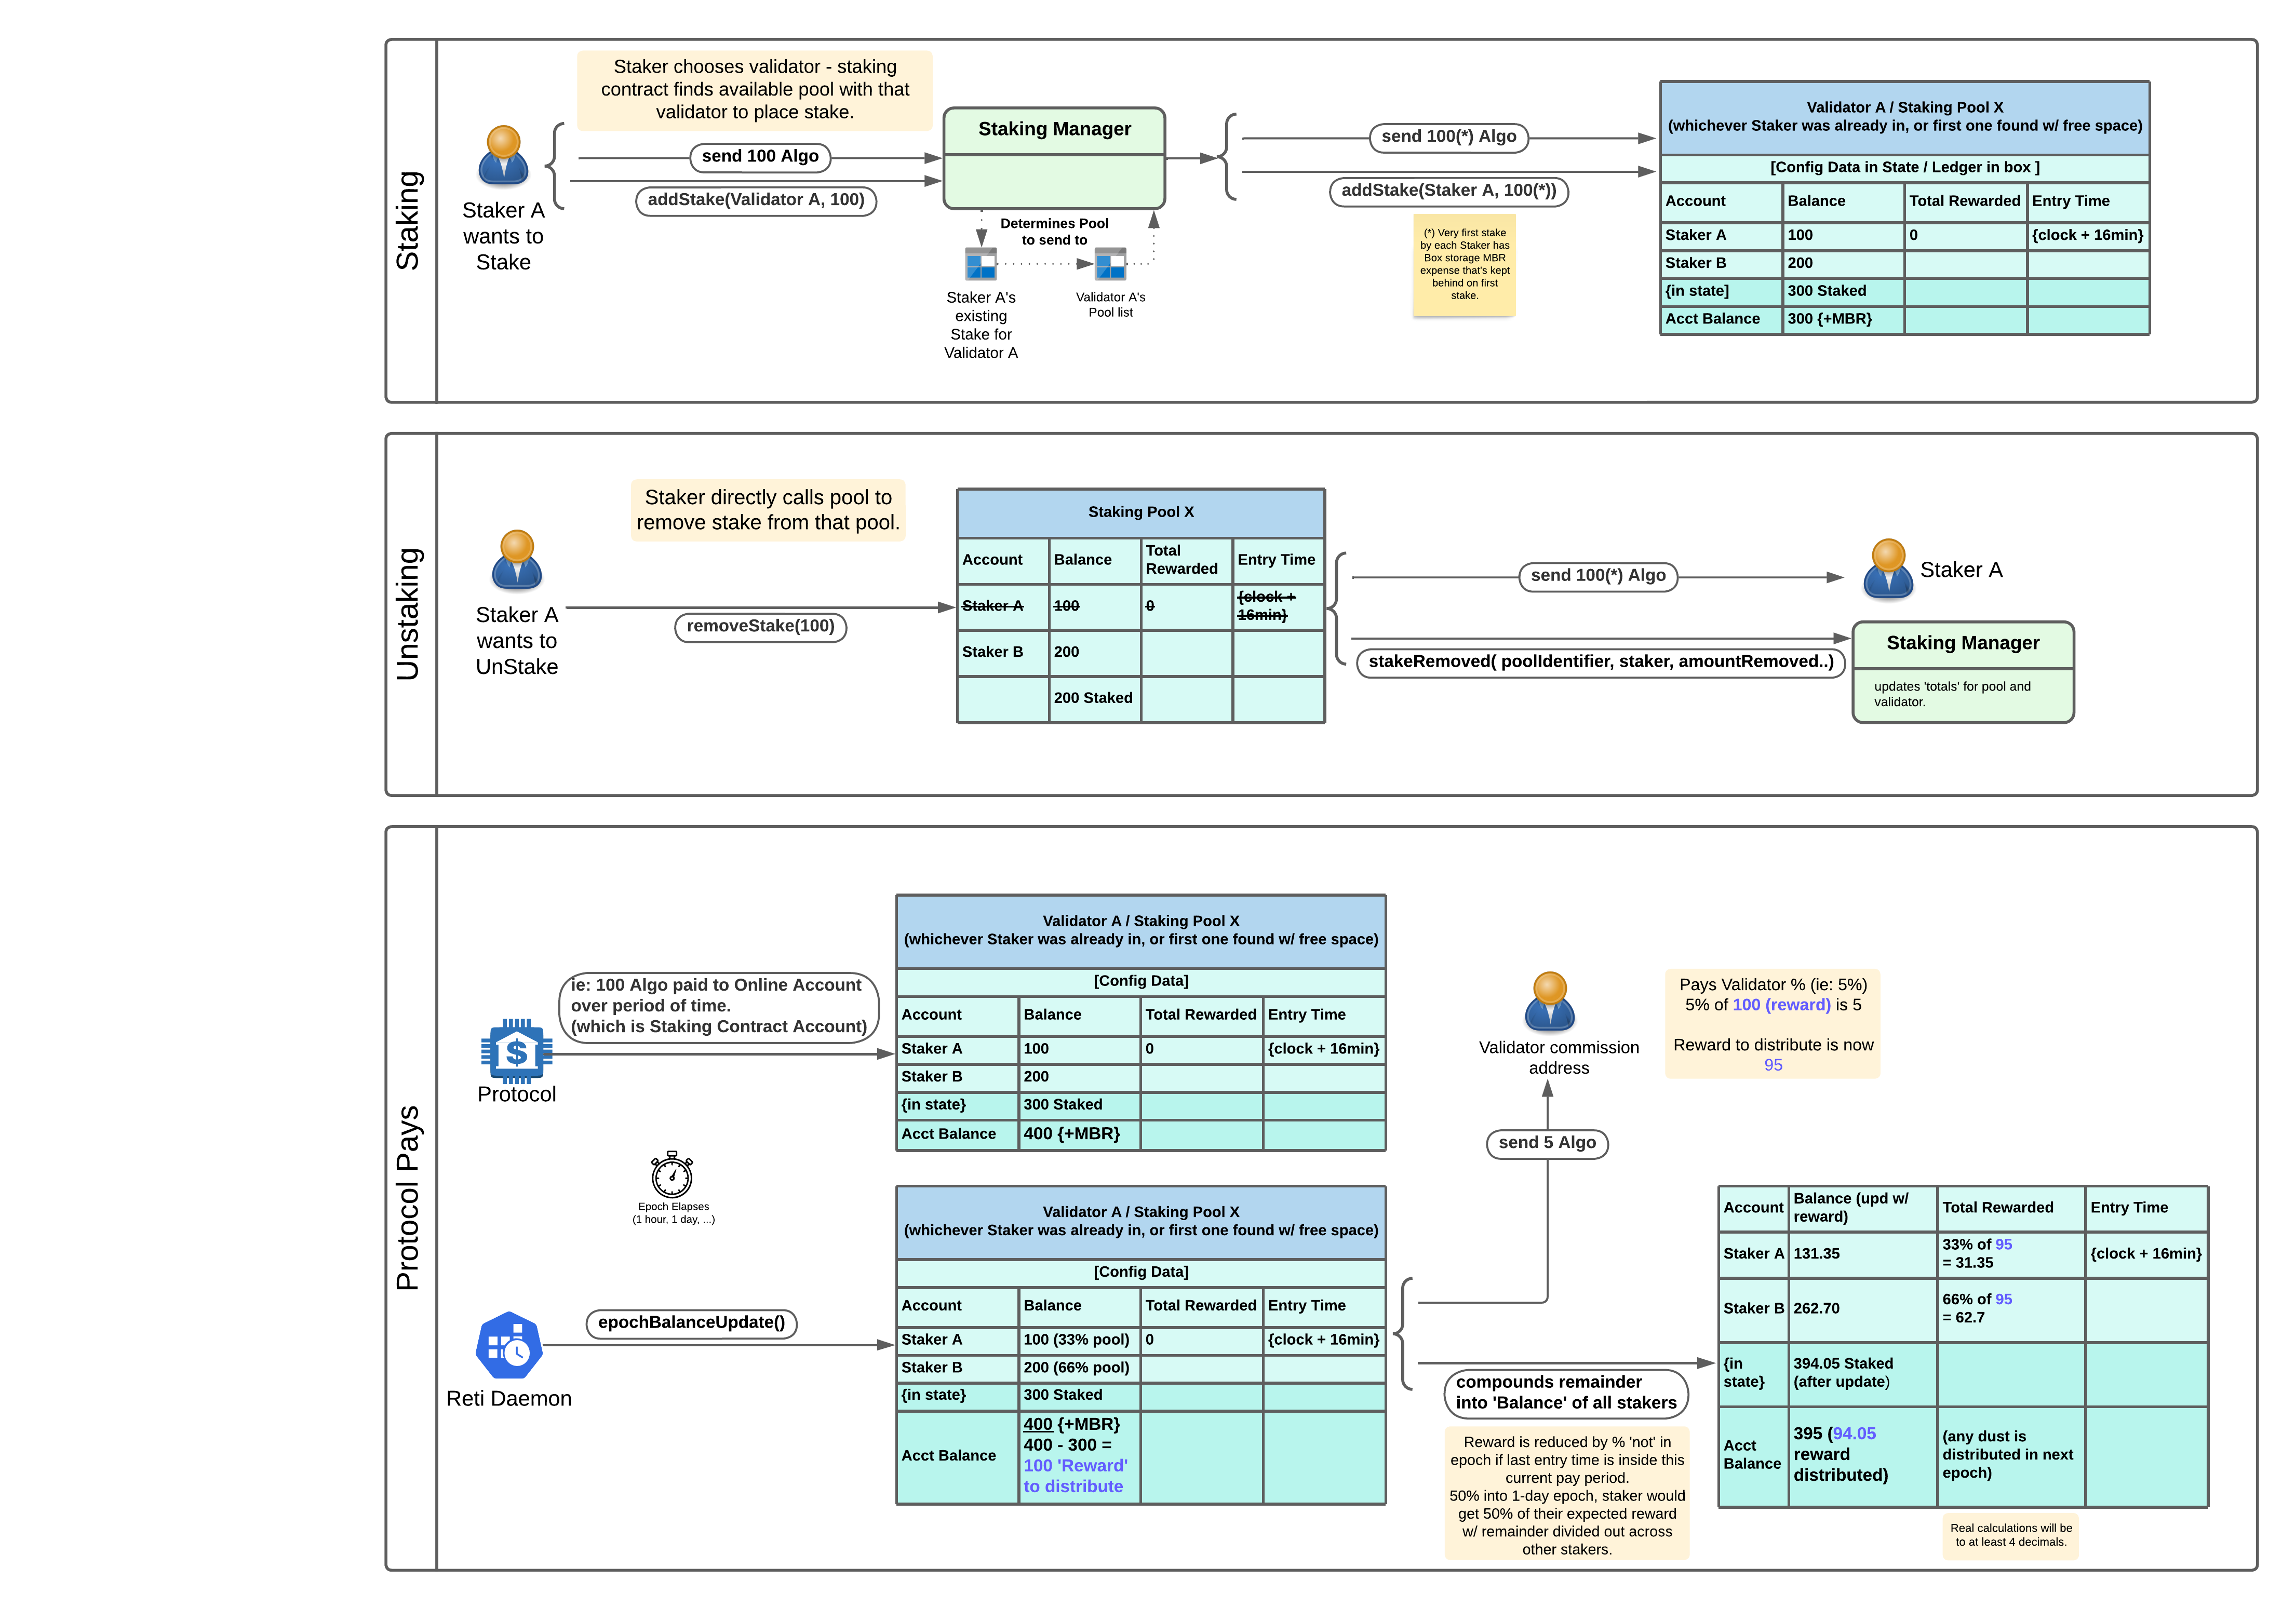 Staking
Staker chooses validator - staking
contract finds available pool with that
validator to place stake.
Staker A
wants to
Stake
send 100 Algo
addStake(Validator A, 100)
Staking Manager
Determines Pool
to send to
Staker A's
existing
Stake for
Validator A
Validator A's
Pool list
send 100(*) Algo
addStake(Staker A, 100(*))
(*) Very first stake
by each Staker has
Box storage MBR
expense that's kept
behind on first
stake.
Validator A / Staking Pool X
(whichever Staker was already in, or first one found w/ free space)
[Config Data in State / Ledger in box ]
Account Balance Total Rewarded Entry Time
Staker A 100 0 {clock + 16min}
Staker B 200
{in state] 300 Staked
Acct Balance 300 {+MBR}
Unstaking
Staker directly calls pool to
remove stake from that pool.
Staker A
wants to
UnStake
removeStake(100)
Staking Pool X
Account Balance Total
Rewarded Entry Time
Staker A 100 0 {clock +
16min}
Staker B 200
200 Staked
send 100(*) Algo
Staker A
stakeRemoved( poolIdentifier, staker, amountRemoved..)
Staking Manager
updates 'totals' for pool and
validator.
Protocol Pays
Protocol
ie: 100 Algo paid to Online Account
over period of time.
(which is Staking Contract Account)
Validator A / Staking Pool X
(whichever Staker was already in, or first one found w/ free space)
[Config Data]
Account Balance Total Rewarded Entry Time
Staker A 100 0 {clock + 16min}
Staker B 200
{in state} 300 Staked
Acct Balance 400 {+MBR}
Epoch Elapses
(1 hour, 1 day, ...)
Reti Daemon
epochBalanceUpdate()
Validator A / Staking Pool X
(whichever Staker was already in, or first one found w/ free space)
[Config Data]
Account Balance Total Rewarded Entry Time
Staker A 100 (33% pool) 0 {clock + 16min}
Staker B 200 (66% pool)
{in state} 300 Staked
Acct Balance 400 {+MBR}
400 - 300 =
100 'Reward'
to distribute
Validator commission
address
Pays Validator % (ie: 5%)
5% of 100 (reward) is 5
Reward to distribute is now
95
send 5 Algo
compounds remainder
into 'Balance' of all stakers
Reward is reduced by % 'not' in
epoch if last entry time is inside this
current pay period.
50% into 1-day epoch, staker would
get 50% of their expected reward
w/ remainder divided out across
other stakers.
Account Balance (upd w/
reward) Total Rewarded Entry Time
Staker A 131.35 33% of 95
= 31.35 {clock + 16min}
Staker B 262.70 66% of 95
= 62.7
{in
state} 394.05 Staked
(after update)
Acct
Balance 395 (94.05
reward
distributed) (any dust is
distributed in next
epoch)
Real calculations will be
to at least 4 decimals.